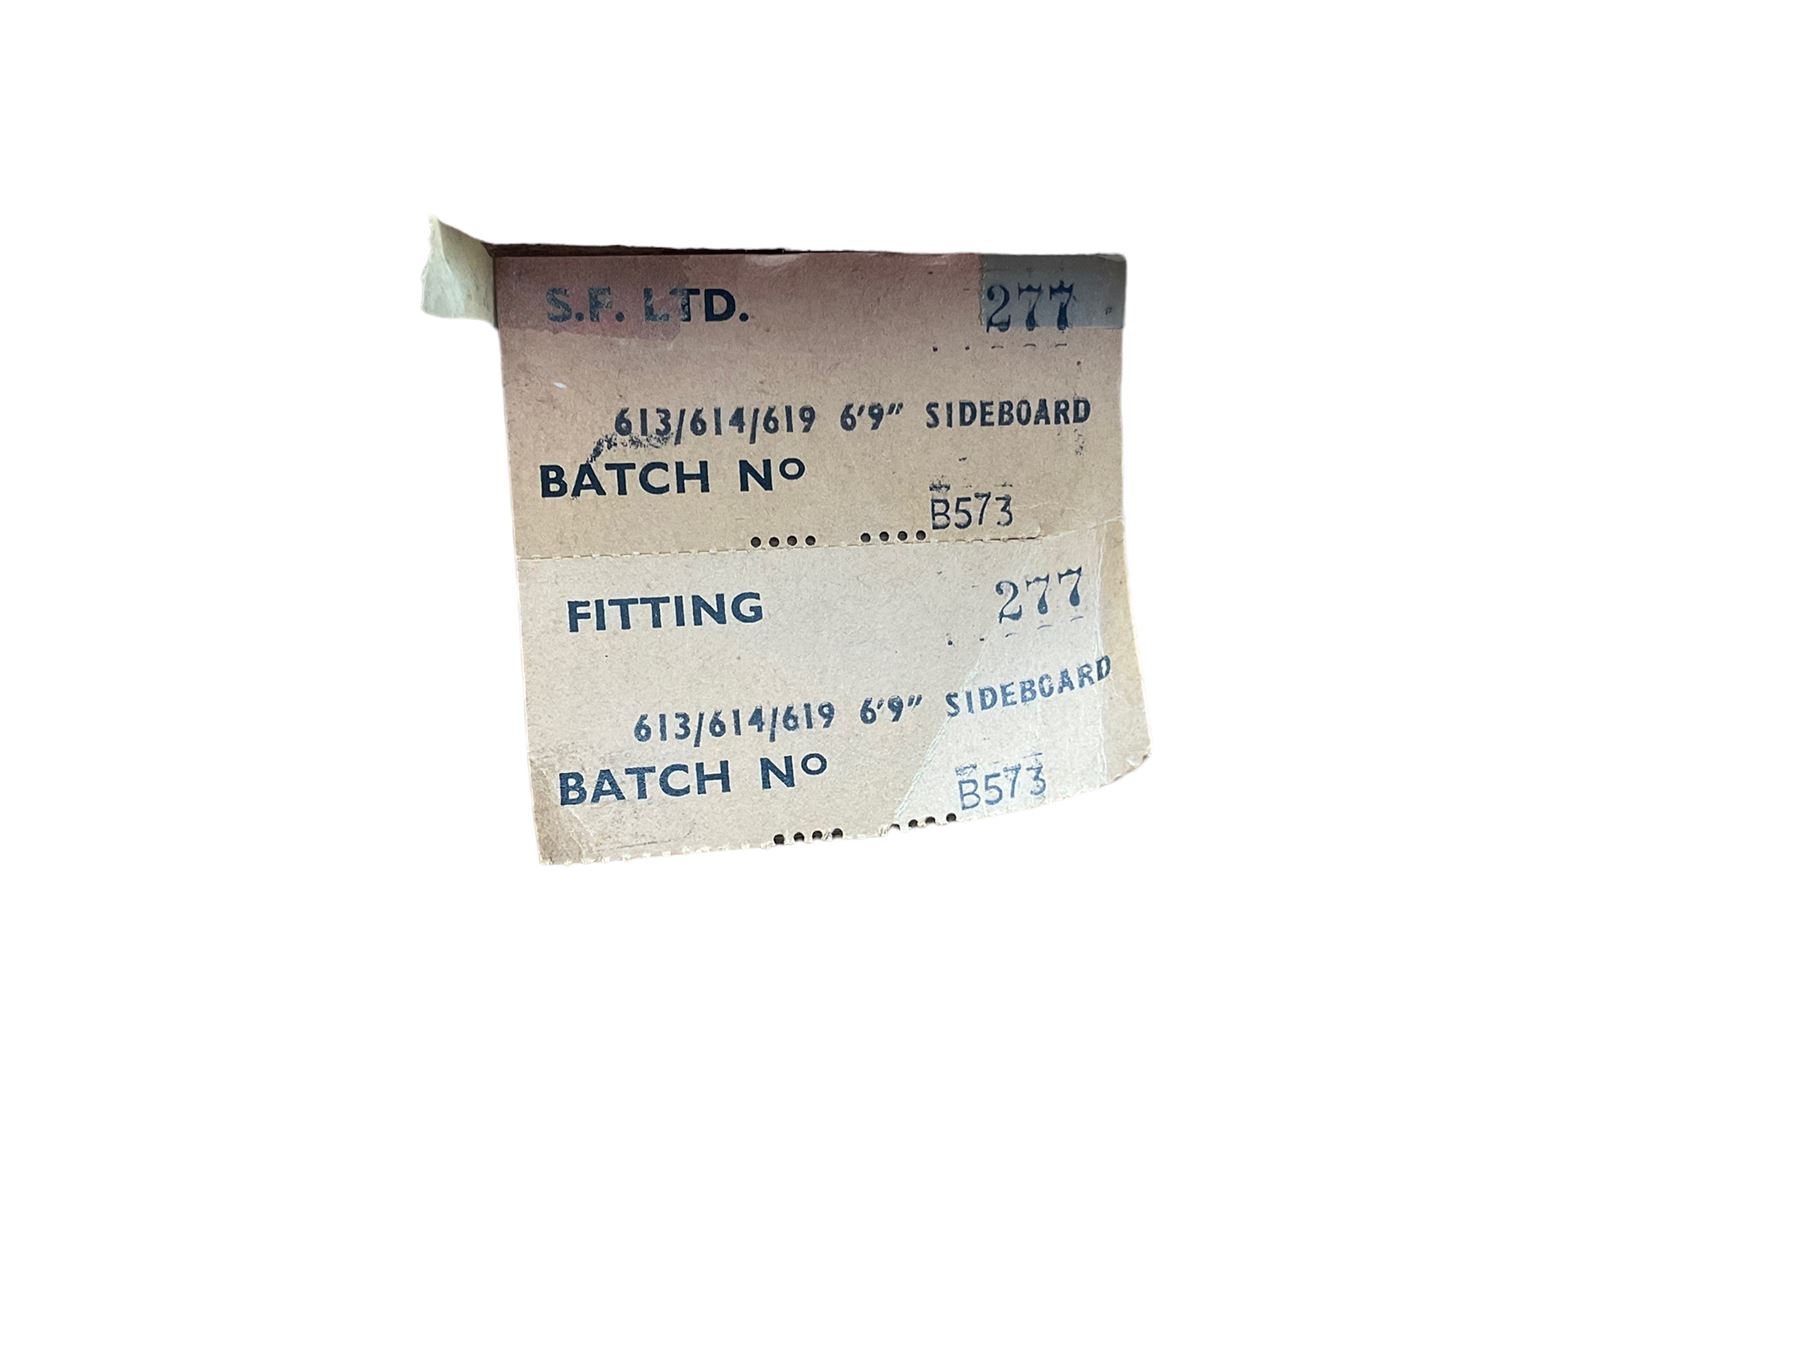 S.F. LTD. 277
613/614/619 6'9" SIDEBOARD
BATCH Nº
B573
FITTING 277
613/614/619 6'9" SIDEBOARD
BATCH Nº
B573